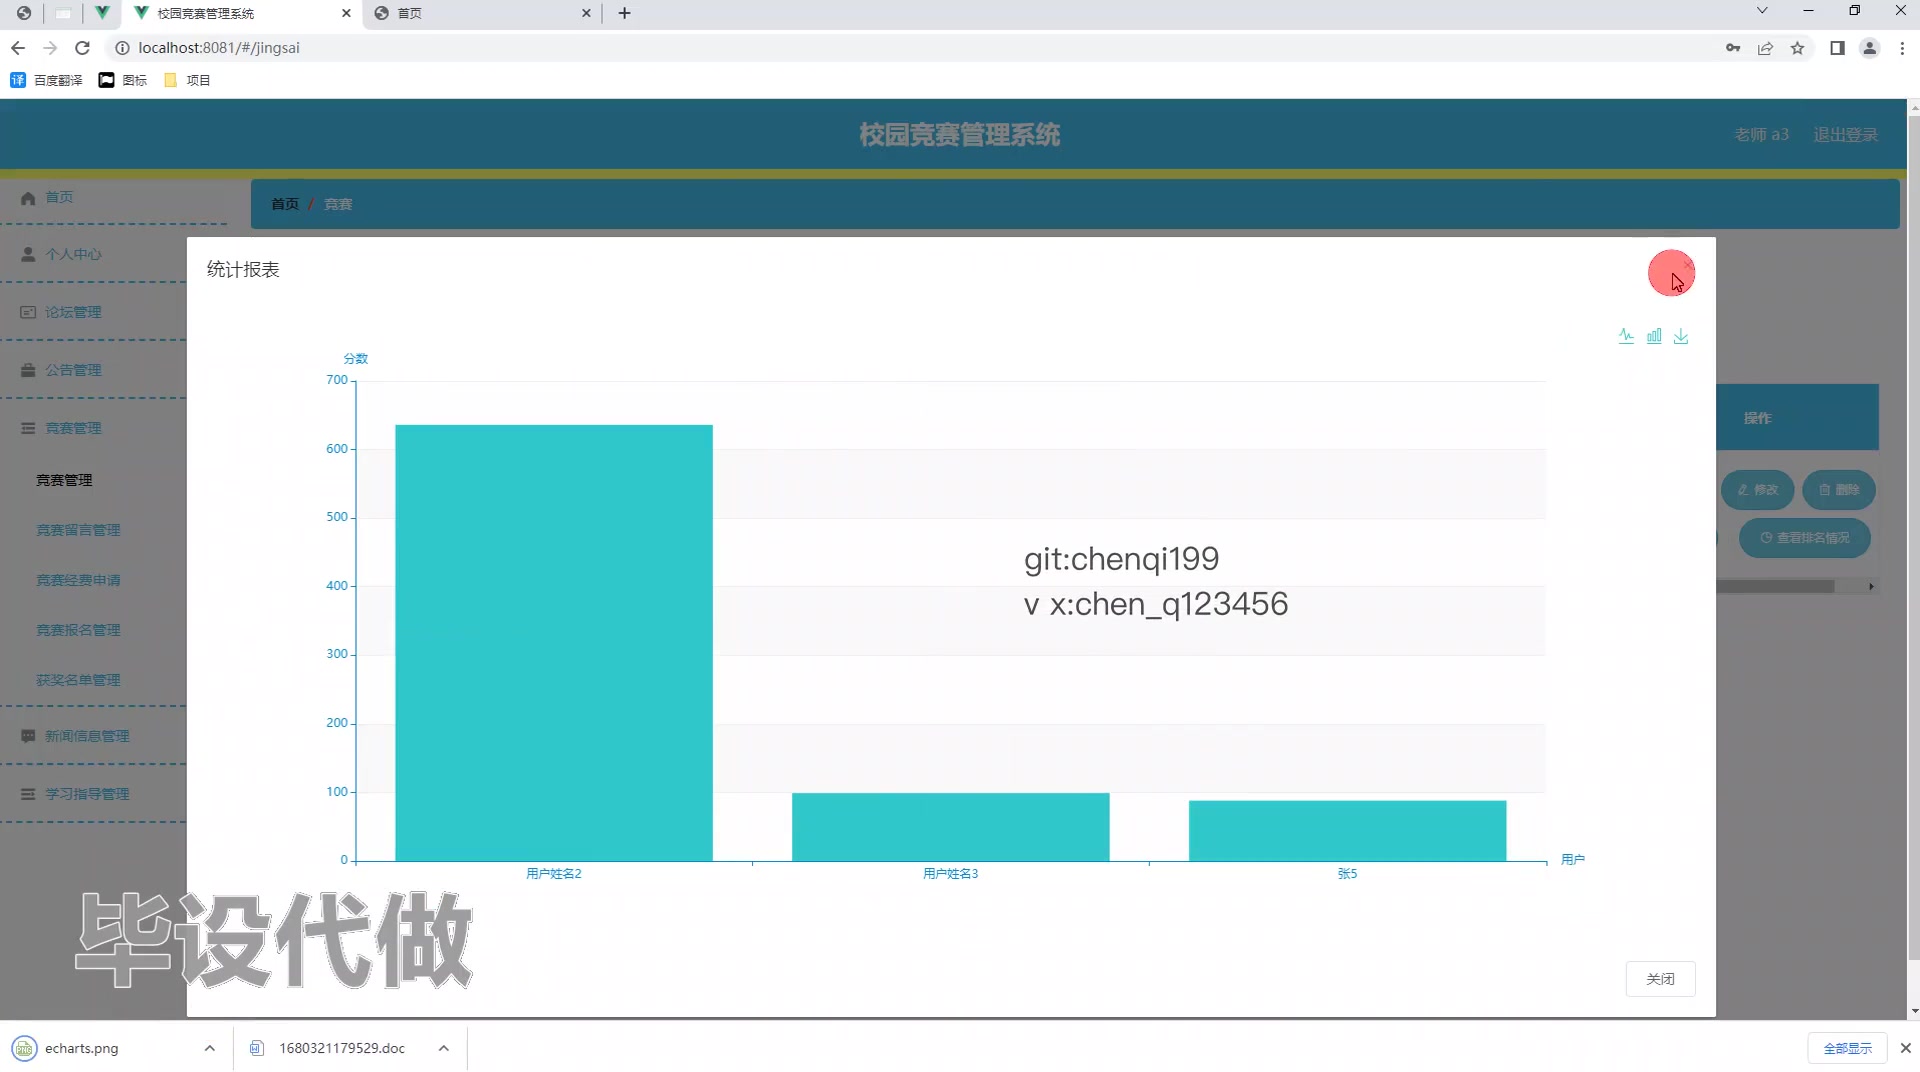 校园竞赛管理系统
首页
localhost:8081/#/jingsai
百度翻译
图标
项目
校园竞赛管理系统
老师 a3
退出登录
首页
首页 / 竞赛
个人中心
论坛管理
公告管理
竞赛管理
竞赛管理
竞赛留言管理
竞赛经费申请
竞赛报名管理
获奖名单管理
新闻信息管理
学习指导管理
统计报表
分数
700
600
500
400
300
200
100
0
用户姓名2
用户姓名3
张5
用户
git:chenqi199
v x:chen_q123456
操作
修改
删除
查看排名情况
关闭
毕设代做
echarts.png
1680321179529.doc
全部显示